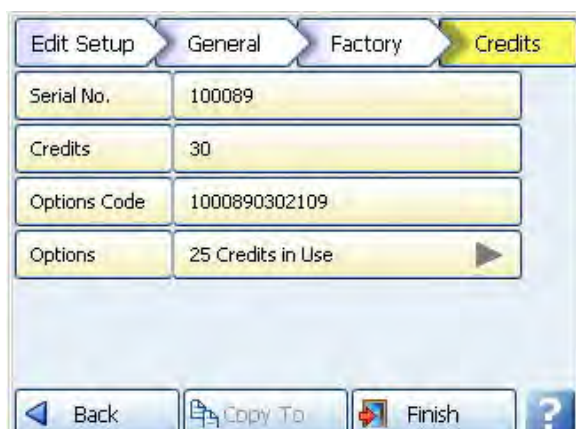 Edit Setup General Factory Credits
Serial No. 100089
Credits 30
Options Code 1000890302109
Options 25 Credits in Use
Back Copy To Finish ?